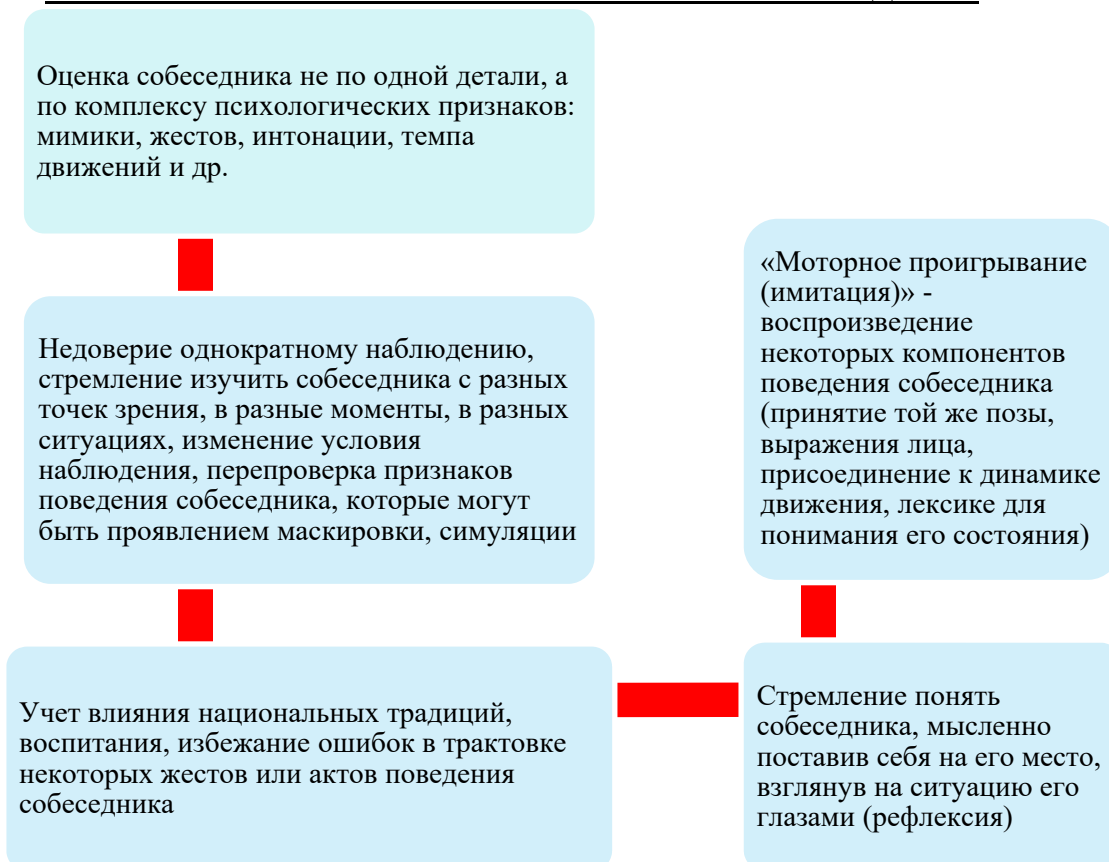 Оценка собеседника не по одной детали, а
по комплексу психологических признаков:
мимики, жестов, интонации, темпа
движений и др.
Недоверие однократному наблюдению,
стремление изучить собеседника с разных
точек зрения, в разные моменты, в разных
ситуациях, изменение условия
наблюдения, перепроверка признаков
поведения собеседника, которые могут
быть проявлением маскировки, симуляции
Учет влияния национальных традиций,
воспитания, избежание ошибок в трактовке
некоторых жестов или актов поведения
собеседника
Стремление понять
собеседника, мысленно
поставив себя на его место,
взглянув на ситуацию его
глазами (рефлексия)
«Моторное проигрывание
(имитация)» -
воспроизведение
некоторых компонентов
поведения собеседника
(принятие той же позы,
выражения лица,
присоединение к динамике
движения, лексике для
понимания его состояния)